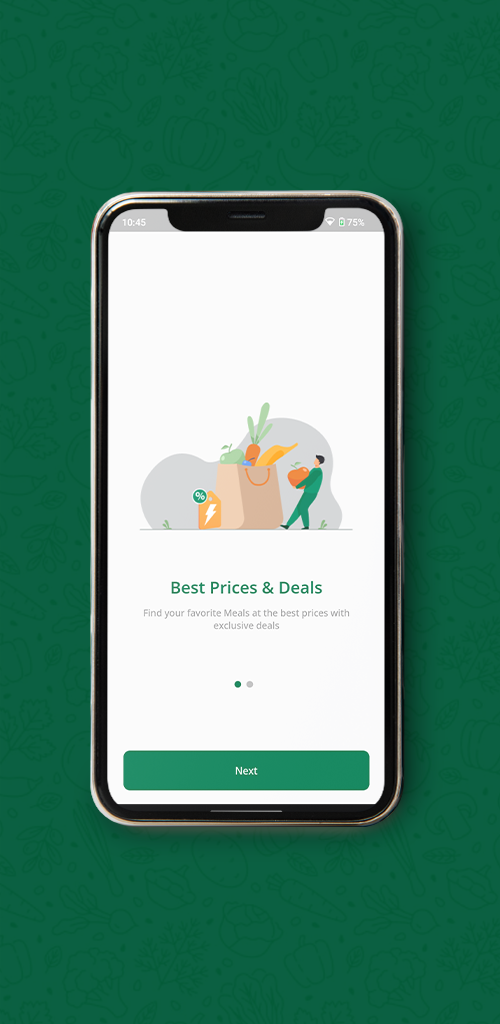 10:45
75%
%
Best Prices & Deals
Find your favorite Meals at the best prices with
exclusive deals
Next